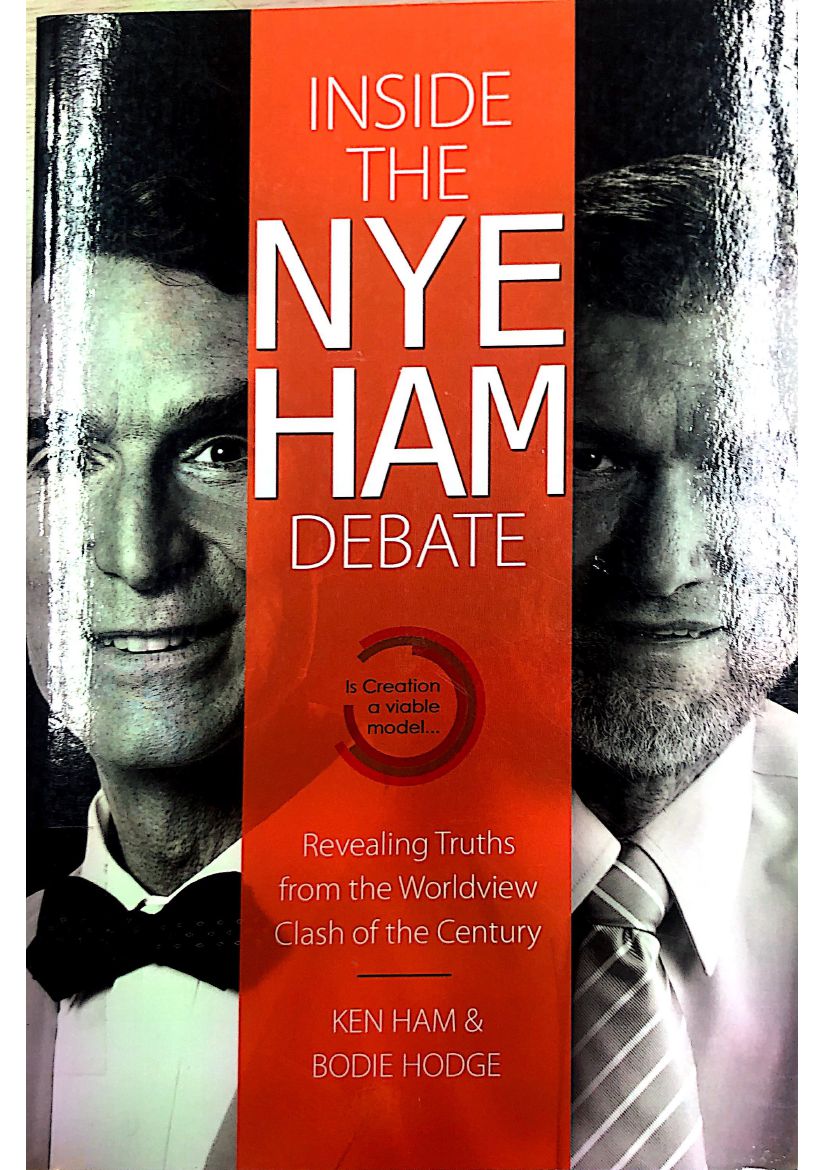 INSIDE
THE
NYE
HAM
DEBATE
Is Creation
a viable
model...
Revealing Truths
from the Worldview
Clash of the Century
KEN HAM &
BODIE HODGE